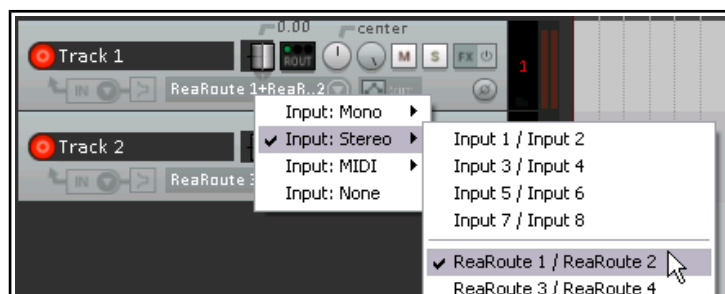 0.00 center
Track 1 ROUT M S FX 1
IN ReaRoute 1+ReaR..2 trim
Input: Mono
Input: Stereo
Input: MIDI
Input: None
Track 2
IN ReaRoute
Input 1 / Input 2
Input 3 / Input 4
Input 5 / Input 6
Input 7 / Input 8
ReaRoute 1 / ReaRoute 2
ReaRoute 3 / ReaRoute 4